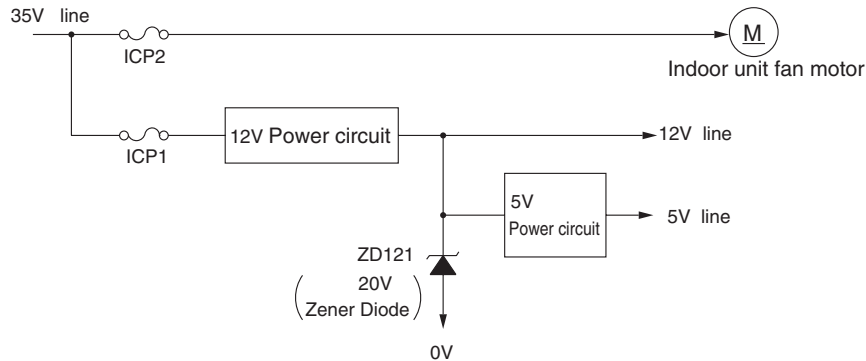 35V line
ICP2
M
Indoor unit fan motor
ICP1
12V Power circuit
12V line
5V
Power circuit
5V line
ZD121
20V
Zener Diode
0V